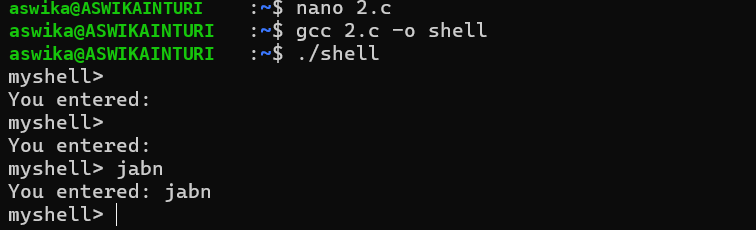 aswika@ASWIKAINTURI   :~$ nano 2.c
aswika@ASWIKAINTURI   :~$ gcc 2.c -o shell
aswika@ASWIKAINTURI   :~$ ./shell
myshell>
You entered:
myshell>
You entered:
myshell> jabn
You entered: jabn
myshell>